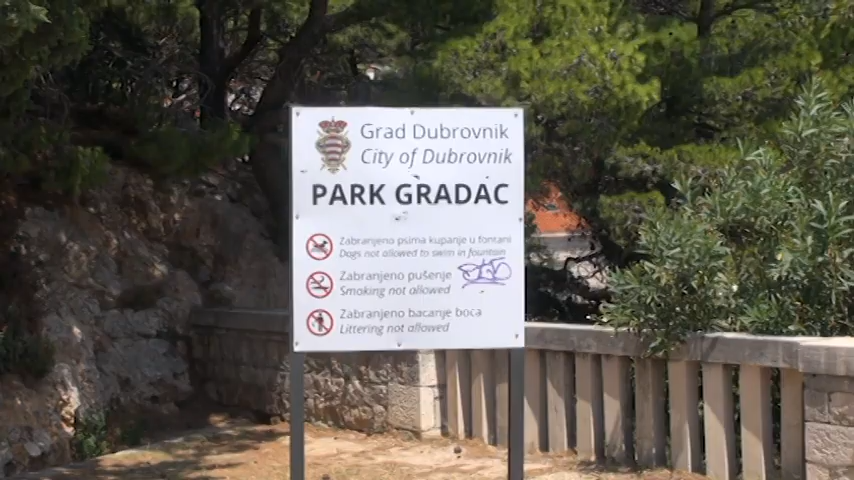 Grad Dubrovnik
City of Dubrovnik
PARK GRADAC
Zabranjeno psima kupanje u fontani
Dogs not allowed to swim in fountain
Zabranjeno pušenje
Smoking not allowed
Zabranjeno bacanje boca
Littering not allowed